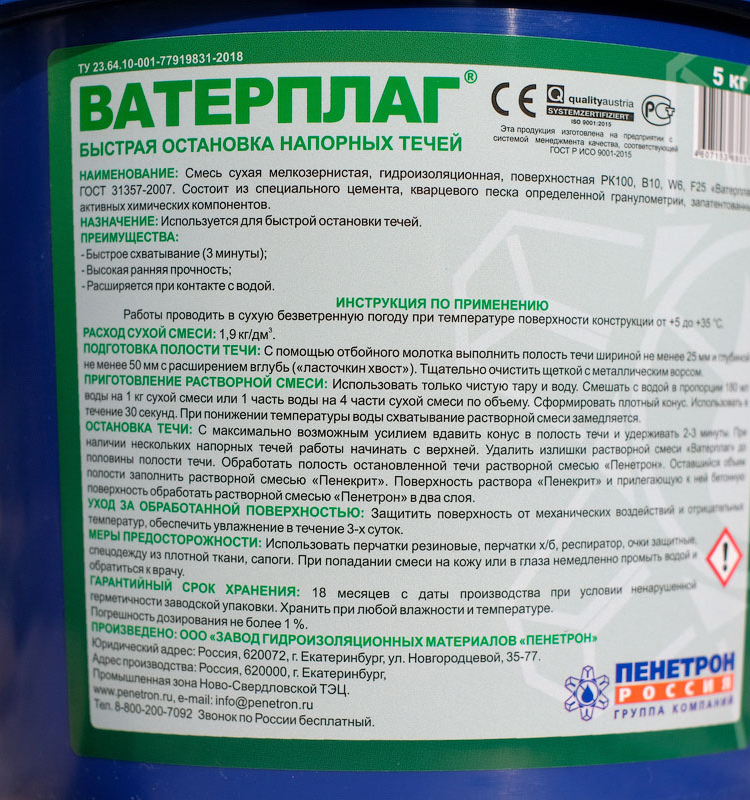 ТУ 23.64.10-001-77919831-2018
5 кг
ВАТЕРПЛАГ®
БЫСТРАЯ ОСТАНОВКА НАПОРНЫХ ТЕЧЕЙ
CE
qualityaustria
SYSTEMZERTIFIZIERT
ISO 9001:2015
Эта продукция изготовлена на предприятии с
системой менеджмента качества, соответствующей
ГОСТ Р ИСО 9001-2015
НАИМЕНОВАНИЕ: Смесь сухая мелкозернистая, гидроизоляционная, поверхностная РК100, В10, W6, F25 «Ватерплаг
ГОСТ 31357-2007. Состоит из специального цемента, кварцевого песка определенной гранулометрии, запатентованных
активных химических компонентов.
НАЗНАЧЕНИЕ: Используется для быстрой остановки течей.
ПРЕИМУЩЕСТВА:
- Быстрое схватывание (3 минуты);
- Высокая ранняя прочность;
- Расширяется при контакте с водой.
ИНСТРУКЦИЯ ПО ПРИМЕНЕНИЮ
Работы проводить в сухую безветренную погоду при температуре поверхности конструкции от +5 до +35 °С.
РАСХОД СУХОЙ СМЕСИ: 1,9 кг/дм³.
ПОДГОТОВКА ПОЛОСТИ ТЕЧИ: С помощью отбойного молотка выполнить полость течи шириной не менее 25 мм и глубиной
не менее 50 мм с расширением вглубь («ласточкин хвост»). Тщательно очистить щеткой с металлическим ворсом.
ПРИГОТОВЛЕНИЕ РАСТВОРНОЙ СМЕСИ: Использовать только чистую тару и воду. Смешать с водой в пропорции 180 мл
воды на 1 кг сухой смеси или 1 часть воды на 4 части сухой смеси по объему. Сформировать плотный конус. Использовать в
течение 30 секунд. При понижении температуры воды схватывание растворной смеси замедляется.
ОСТАНОВКА ТЕЧИ: С максимально возможным усилием вдавить конус в полость течи и удерживать 2-3 минуты. При
наличии нескольких напорных течей работы начинать с верхней. Удалить излишки растворной смеси «Ватерплаг» до
половины полости течи. Обработать полость остановленной течи растворной смесью «Пенетрон». Оставшийся объем
полости заполнить растворной смесью «Пенекрит». Поверхность раствора «Пенекрит» и прилегающую к ней бетонную
поверхность обработать растворной смесью «Пенетрон» в два слоя.
УХОД ЗА ОБРАБОТАННОЙ ПОВЕРХНОСТЬЮ: Защитить поверхность от механических воздействий и отрицательных
температур, обеспечить увлажнение в течение 3-х суток.
МЕРЫ ПРЕДОСТОРОЖНОСТИ: Использовать перчатки резиновые, перчатки х/б, респиратор, очки защитные,
спецодежду из плотной ткани, сапоги. При попадании смеси на кожу или в глаза немедленно промыть водой и
обратиться к врачу.
ГАРАНТИЙНЫЙ СРОК ХРАНЕНИЯ: 18 месяцев с даты производства при условии ненарушенной
герметичности заводской упаковки. Хранить при любой влажности и температуре.
Погрешность дозирования не более 1 %.
ПРОИЗВЕДЕНО: ООО «ЗАВОД ГИДРОИЗОЛЯЦИОННЫХ МАТЕРИАЛОВ «ПЕНЕТРОН»
Юридический адрес: Россия, 620072, г. Екатеринбург, ул. Новгородцевой, 35-77.
Адрес производства: Россия, 620000, г. Екатеринбург,
Промышленная зона Ново-Свердловской ТЭЦ.
www.penetron.ru, e-mail: info@penetron.ru
Тел. 8-800-200-7092 Звонок по России бесплатный.
ПЕНЕТРОН
РОССИЯ
ГРУППА КОМПАНИЙ